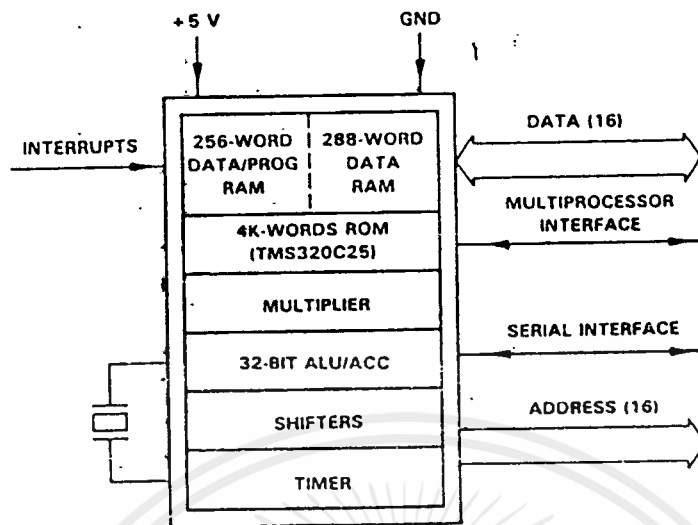 +5 V
GND
INTERRUPTS
256-WORD
DATA/PROG
RAM
288-WORD
DATA
RAM
DATA (16)
4K-WORDS ROM
(TMS320C25)
MULTIPROCESSOR
INTERFACE
MULTIPLIER
32-BIT ALU/ACC
SERIAL INTERFACE
SHIFTERS
ADDRESS (16)
TIMER